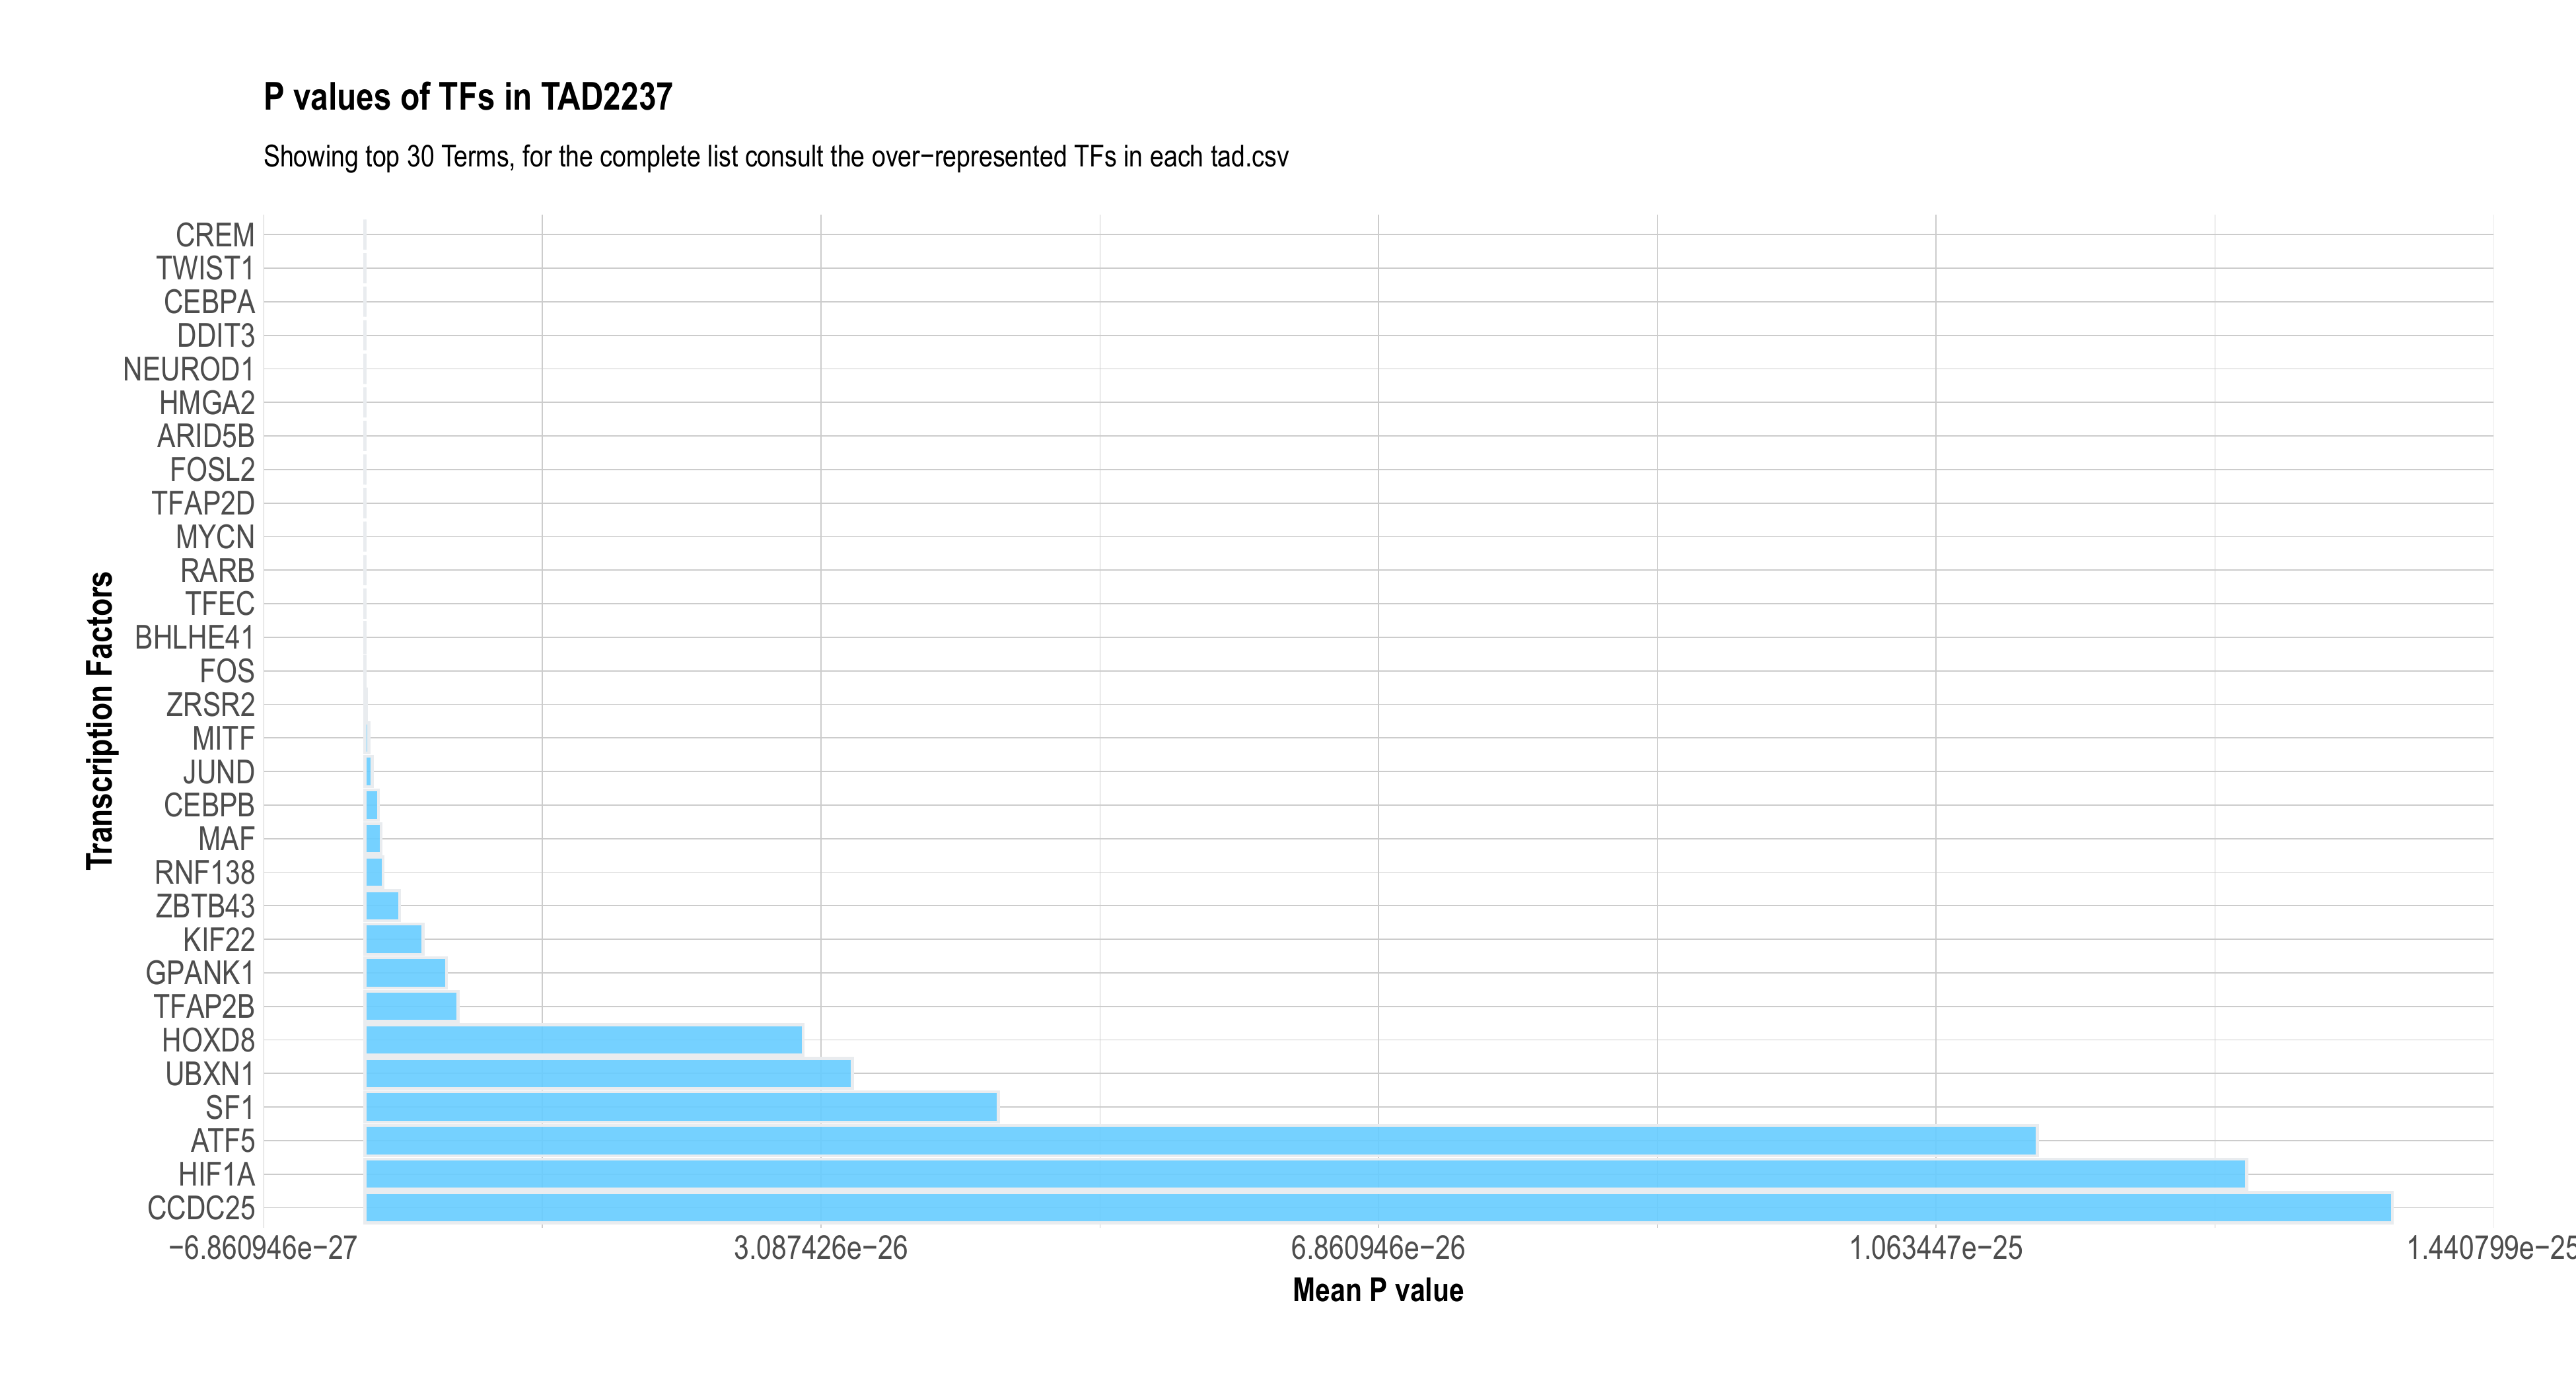 P values of TFs in TAD2237
Showing top 30 Terms, for the complete list consult the over−represented TFs in each tad.csv
Transcription Factors
CREM
TWIST1
CEBPA
DDIT3
NEUROD1
HMGA2
ARID5B
FOSL2
TFAP2D
MYCN
RARB
TFEC
BHLHE41
FOS
ZRSR2
MITF
JUND
CEBPB
MAF
RNF138
ZBTB43
KIF22
GPANK1
TFAP2B
HOXD8
UBXN1
SF1
ATF5
HIF1A
CCDC25
−6.860946e−27 3.087426e−26 6.860946e−26 1.063447e−25 1.440799e−25
Mean P value